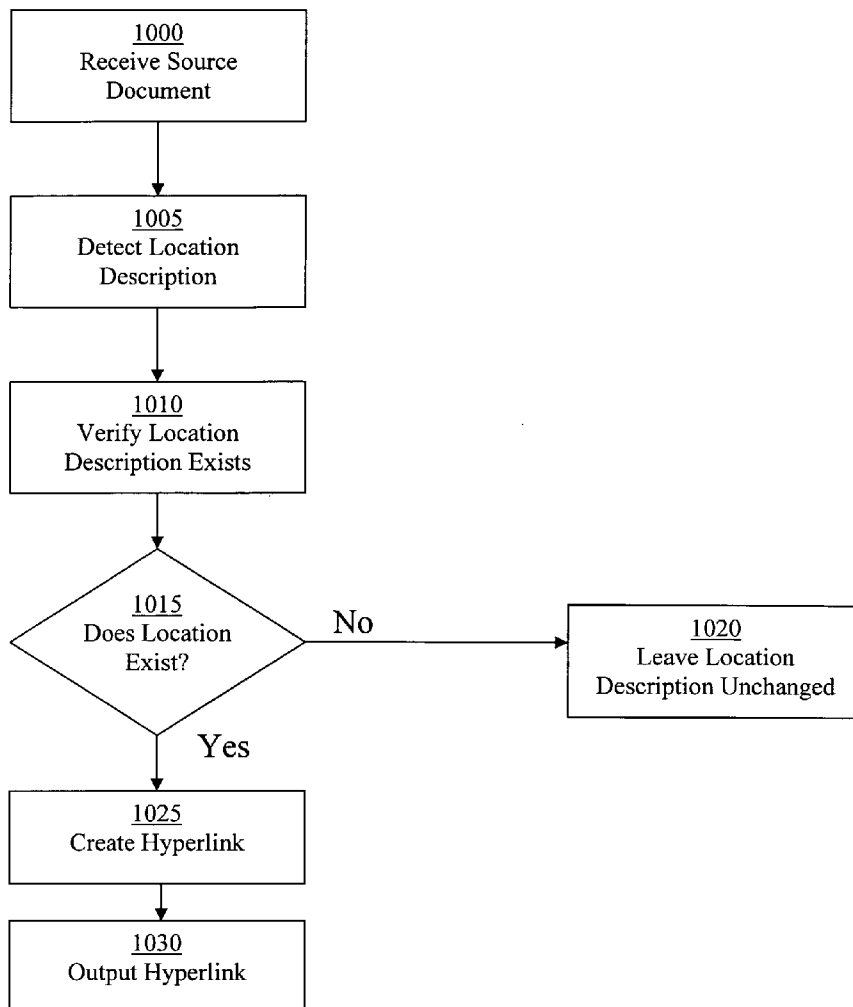 1000
Receive Source
Document
1005
Detect Location
Description
1010
Verify Location
Description Exists
1015
Does Location
Exist?
No
1020
Leave Location
Description Unchanged
Yes
1025
Create Hyperlink
1030
Output Hyperlink